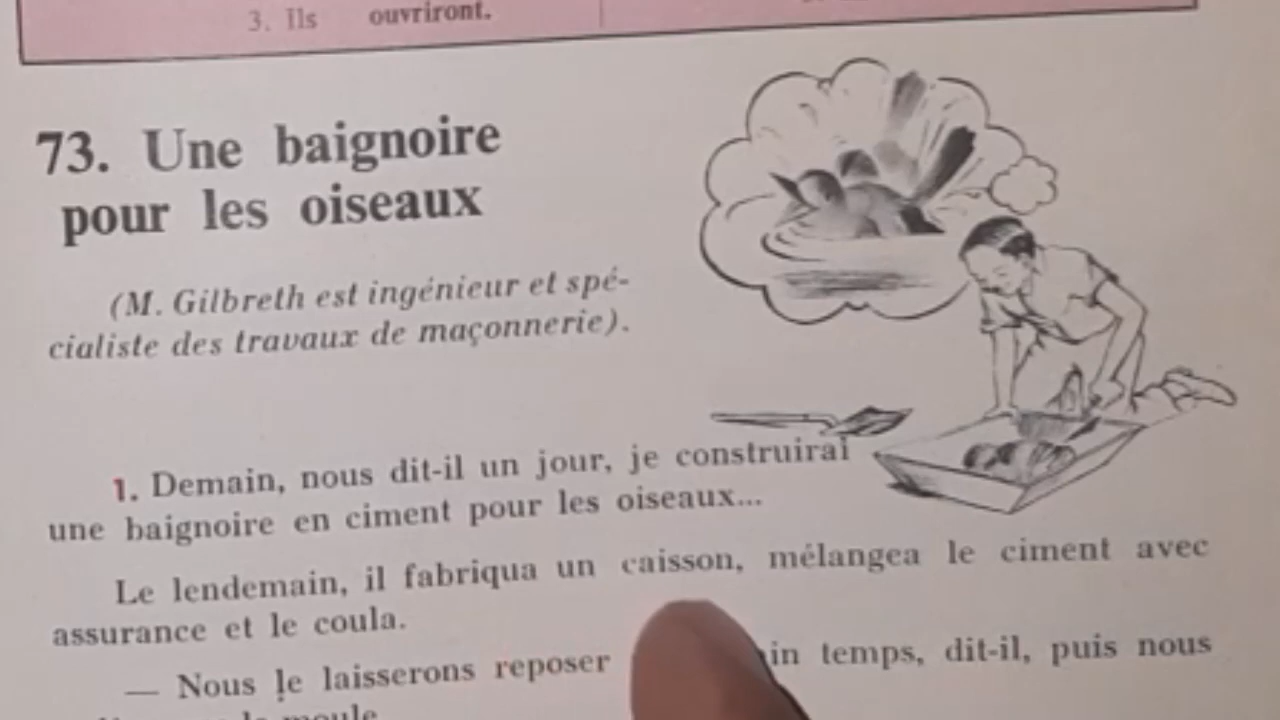 3. Ils ouvriront.
73. Une baignoire
pour les oiseaux
(M. Gilbreth est ingénieur et spé-
cialiste des travaux de maçonnerie).
1. Demain, nous dit-il un jour, je construirai
une baignoire en ciment pour les oiseaux...
Le lendemain, il fabriqua un caisson, mélangea le ciment avec
assurance et le coula.
— Nous le laisserons reposer temps, dit-il, puis nous
moule